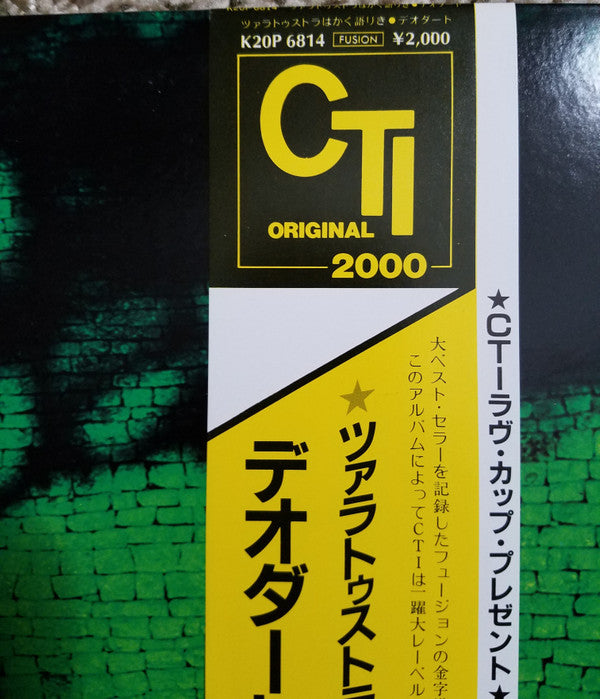 K20P 6814
ツァラトゥストラはかく語りき●デオダート
K20P 6814 FUSION ¥2,000
CTI
ORIGINAL
2000
★CTIラヴ・カップ・プレゼント★
大ベスト・セラーを記録したフュージョンの金字
このアルバムによってCTIは一躍大レーベル
★ツァラトゥストラ
デオダー